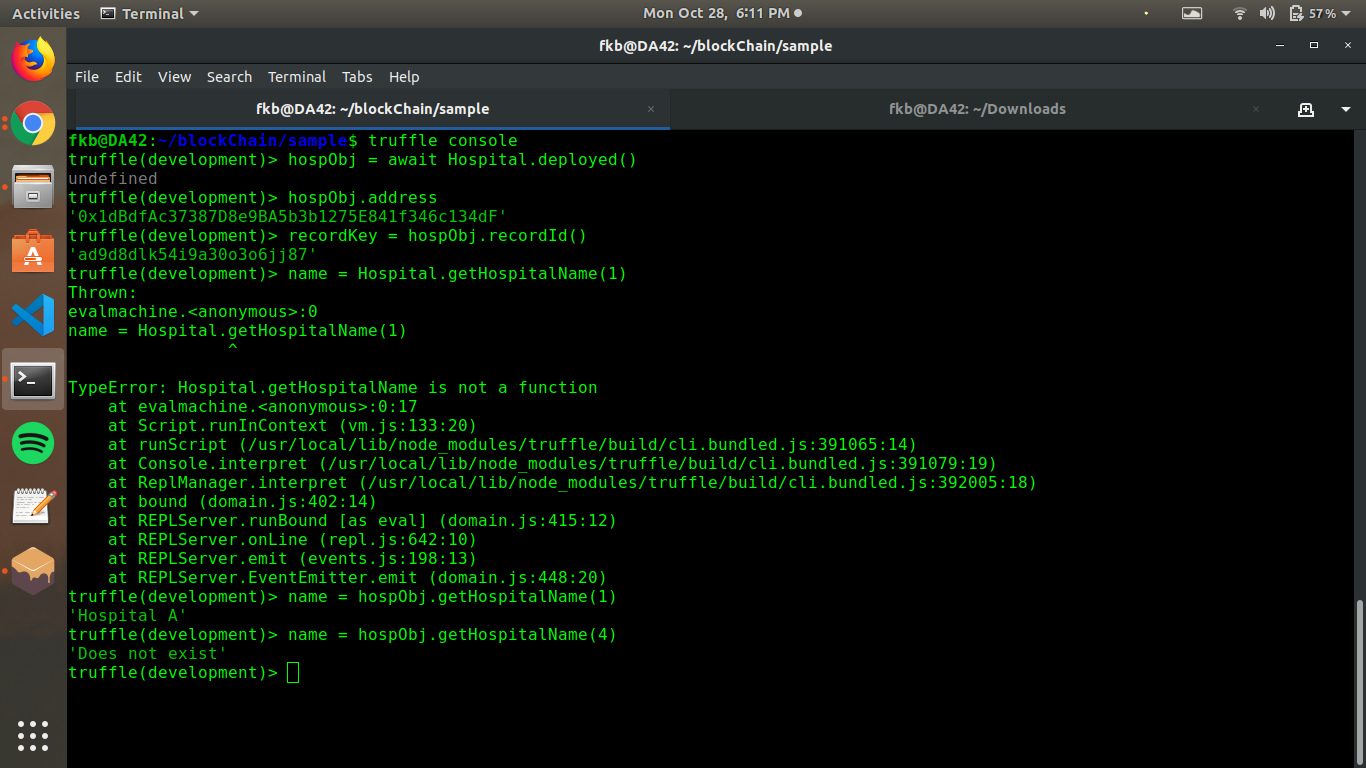 Activities Terminal Mon Oct 28, 6:11 PM 57%
fkb@DA42: ~/blockChain/sample
File Edit View Search Terminal Tabs Help
fkb@DA42: ~/blockChain/sample × fkb@DA42: ~/Downloads ×
fkb@DA42:~/blockChain/sample$ truffle console
truffle(development)> hospObj = await Hospital.deployed()
undefined
truffle(development)> hospObj.address
'0x1dBdfAc37387D8e9BA5b3b1275E841f346c134dF'
truffle(development)> recordKey = hospObj.recordId()
'ad9d8dlk54i9a30o3o6jj87'
truffle(development)> name = Hospital.getHospitalName(1)
Thrown:
evalmachine.<anonymous>:0
name = Hospital.getHospitalName(1)
^
TypeError: Hospital.getHospitalName is not a function
at evalmachine.<anonymous>:0:17
at Script.runInContext (vm.js:133:20)
at runScript (/usr/local/lib/node_modules/truffle/build/cli.bundled.js:391065:14)
at Console.interpret (/usr/local/lib/node_modules/truffle/build/cli.bundled.js:391079:19)
at ReplManager.interpret (/usr/local/lib/node_modules/truffle/build/cli.bundled.js:392005:18)
at bound (domain.js:402:14)
at REPLServer.runBound [as eval] (domain.js:415:12)
at REPLServer.onLine (repl.js:642:10)
at REPLServer.emit (events.js:198:13)
at REPLServer.EventEmitter.emit (domain.js:448:20)
truffle(development)> name = hospObj.getHospitalName(1)
'Hospital A'
truffle(development)> name = hospObj.getHospitalName(4)
'Does not exist'
truffle(development)>